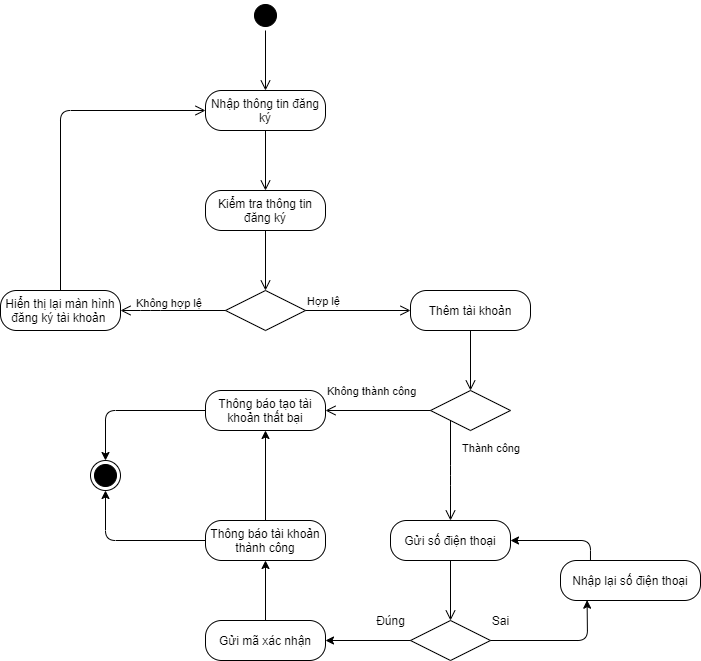 Nhập thông tin đăng
ký
Kiểm tra thông tin
đăng ký
Hiển thị lại màn hình
đăng ký tài khoản
Không hợp lệ
Hợp lệ
Thêm tài khoản
Thông báo tạo tài
khoản thất bại
Không thành công
Thành công
Thông báo tài khoản
thành công
Gửi số điện thoại
Nhập lại số điện thoại
Đúng
Sai
Gửi mã xác nhận